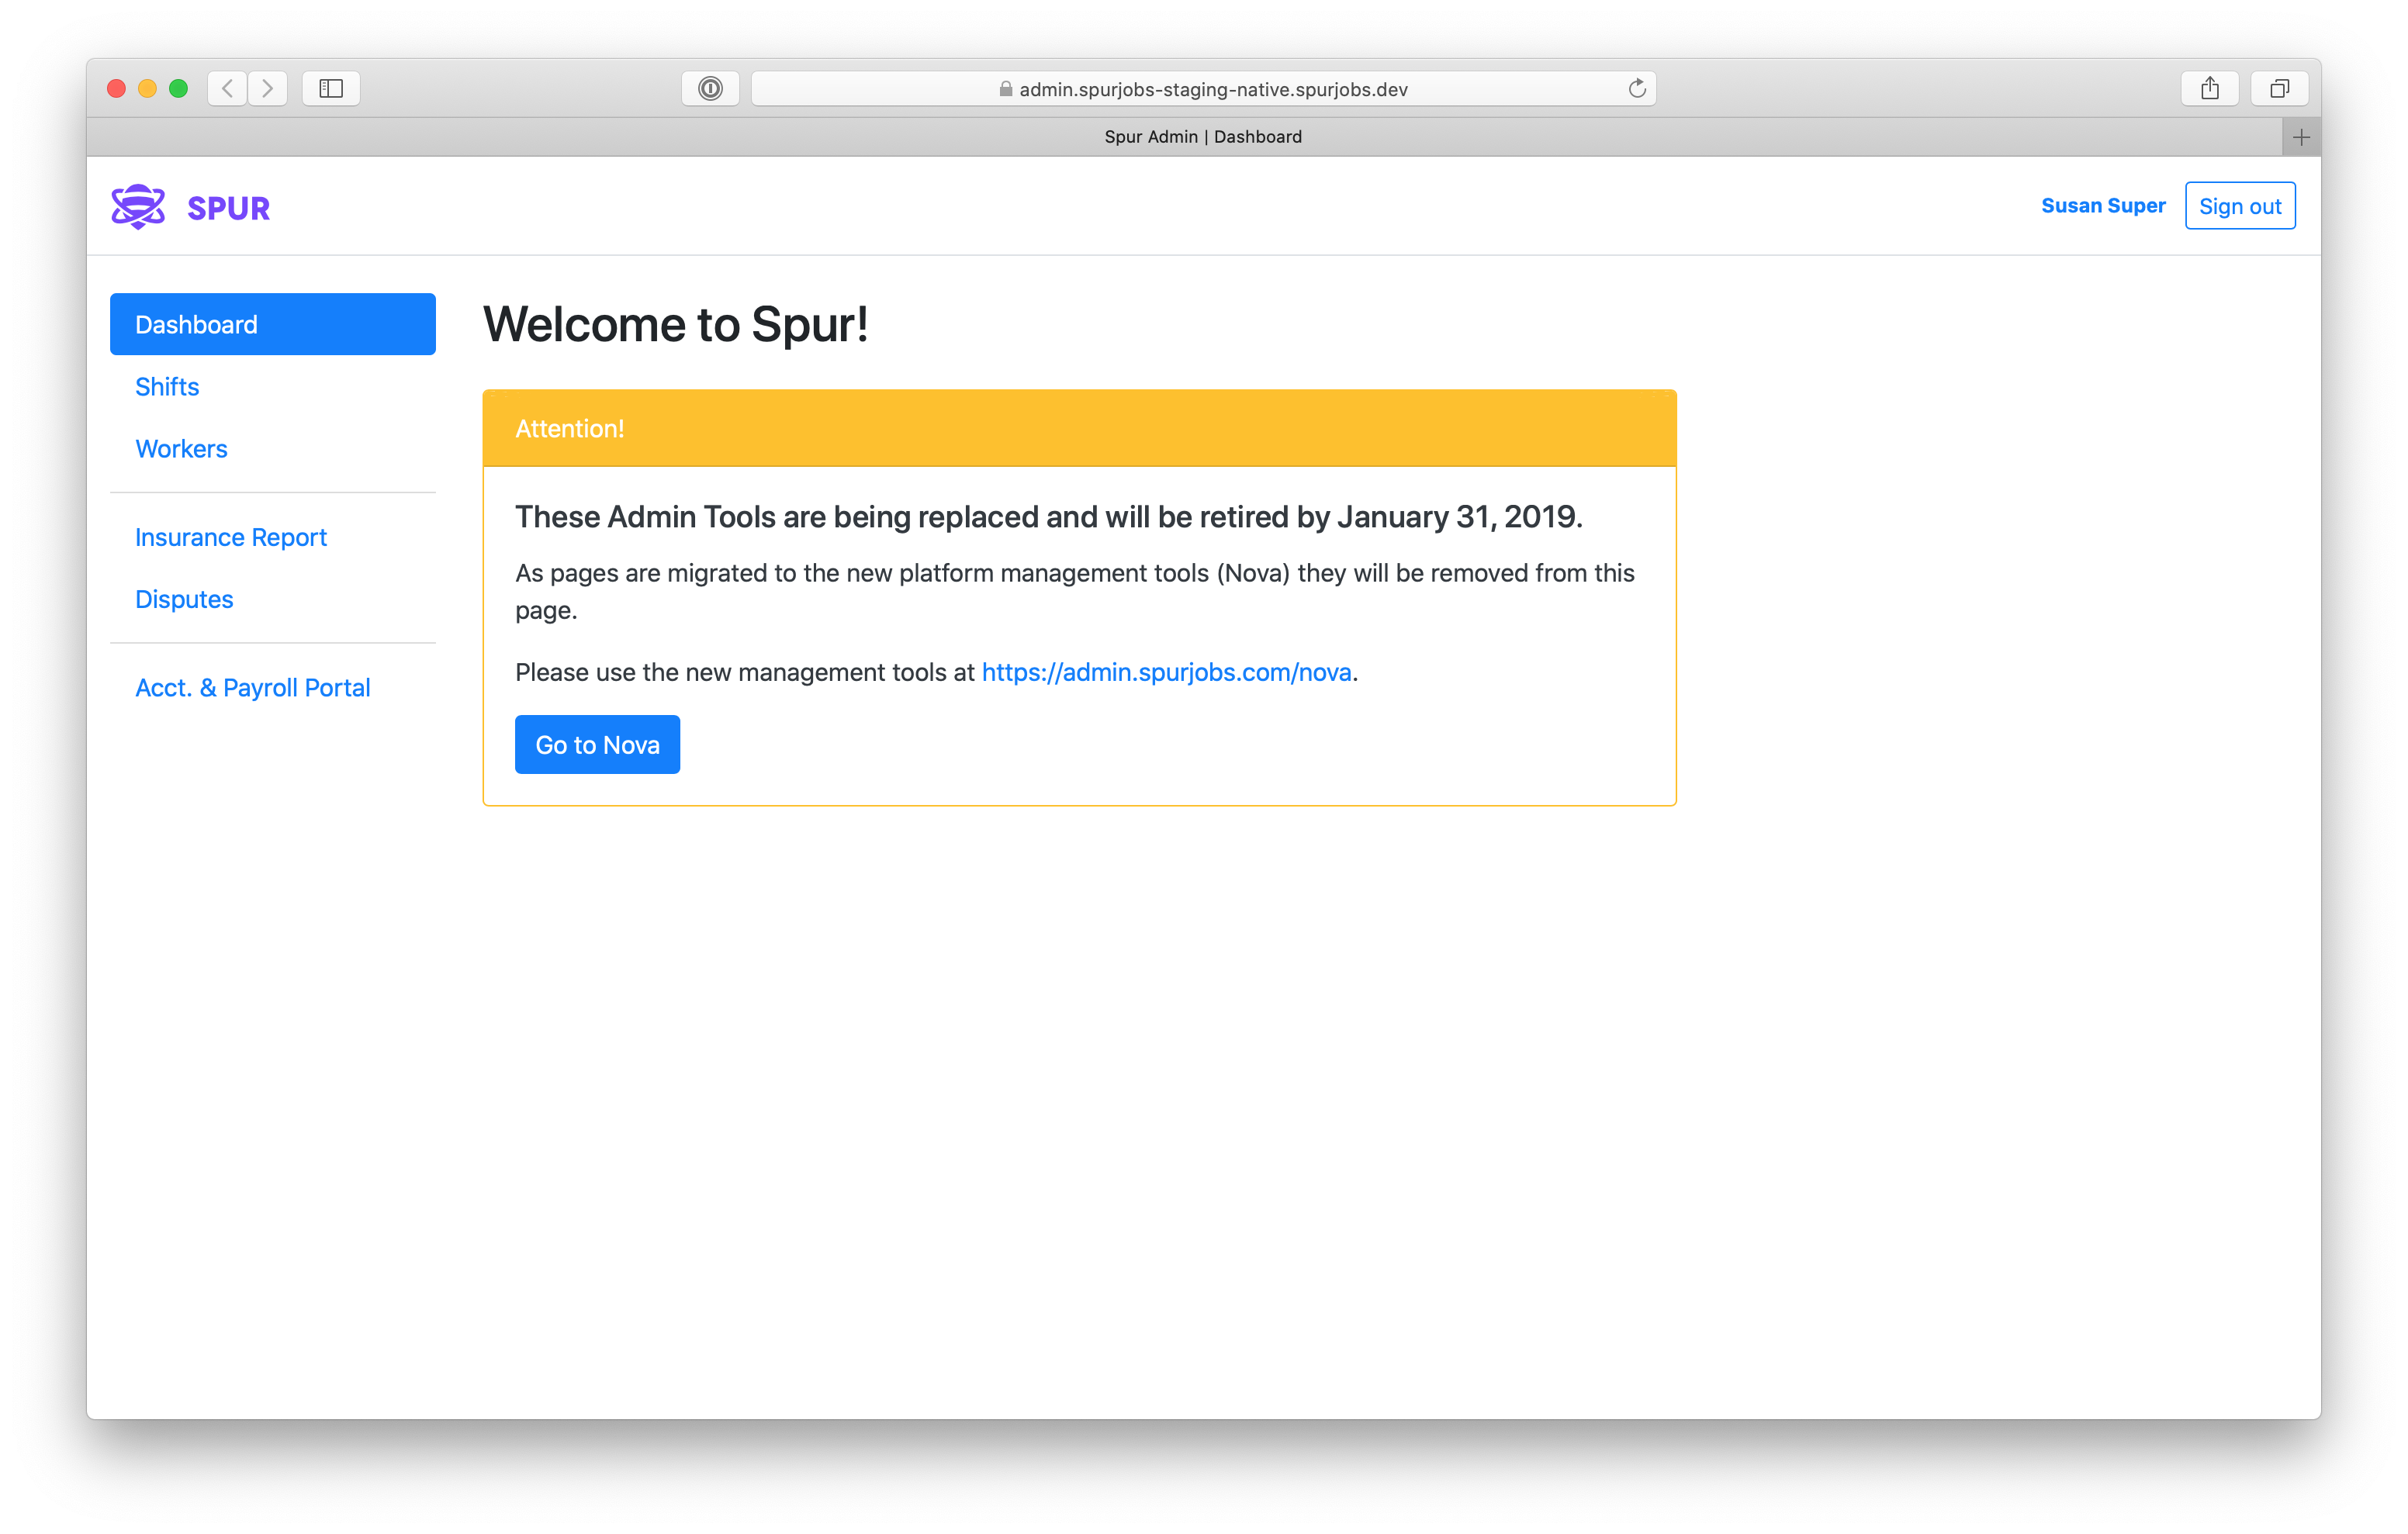 admin.spurjobs-staging-native.spurjobs.dev
Spur Admin | Dashboard
SPUR
Susan Super
Sign out
Dashboard
Shifts
Workers
Insurance Report
Disputes
Acct. & Payroll Portal
Welcome to Spur!
Attention!
These Admin Tools are being replaced and will be retired by January 31, 2019.
As pages are migrated to the new platform management tools (Nova) they will be removed from this
page.
Please use the new management tools at https://admin.spurjobs.com/nova.
Go to Nova